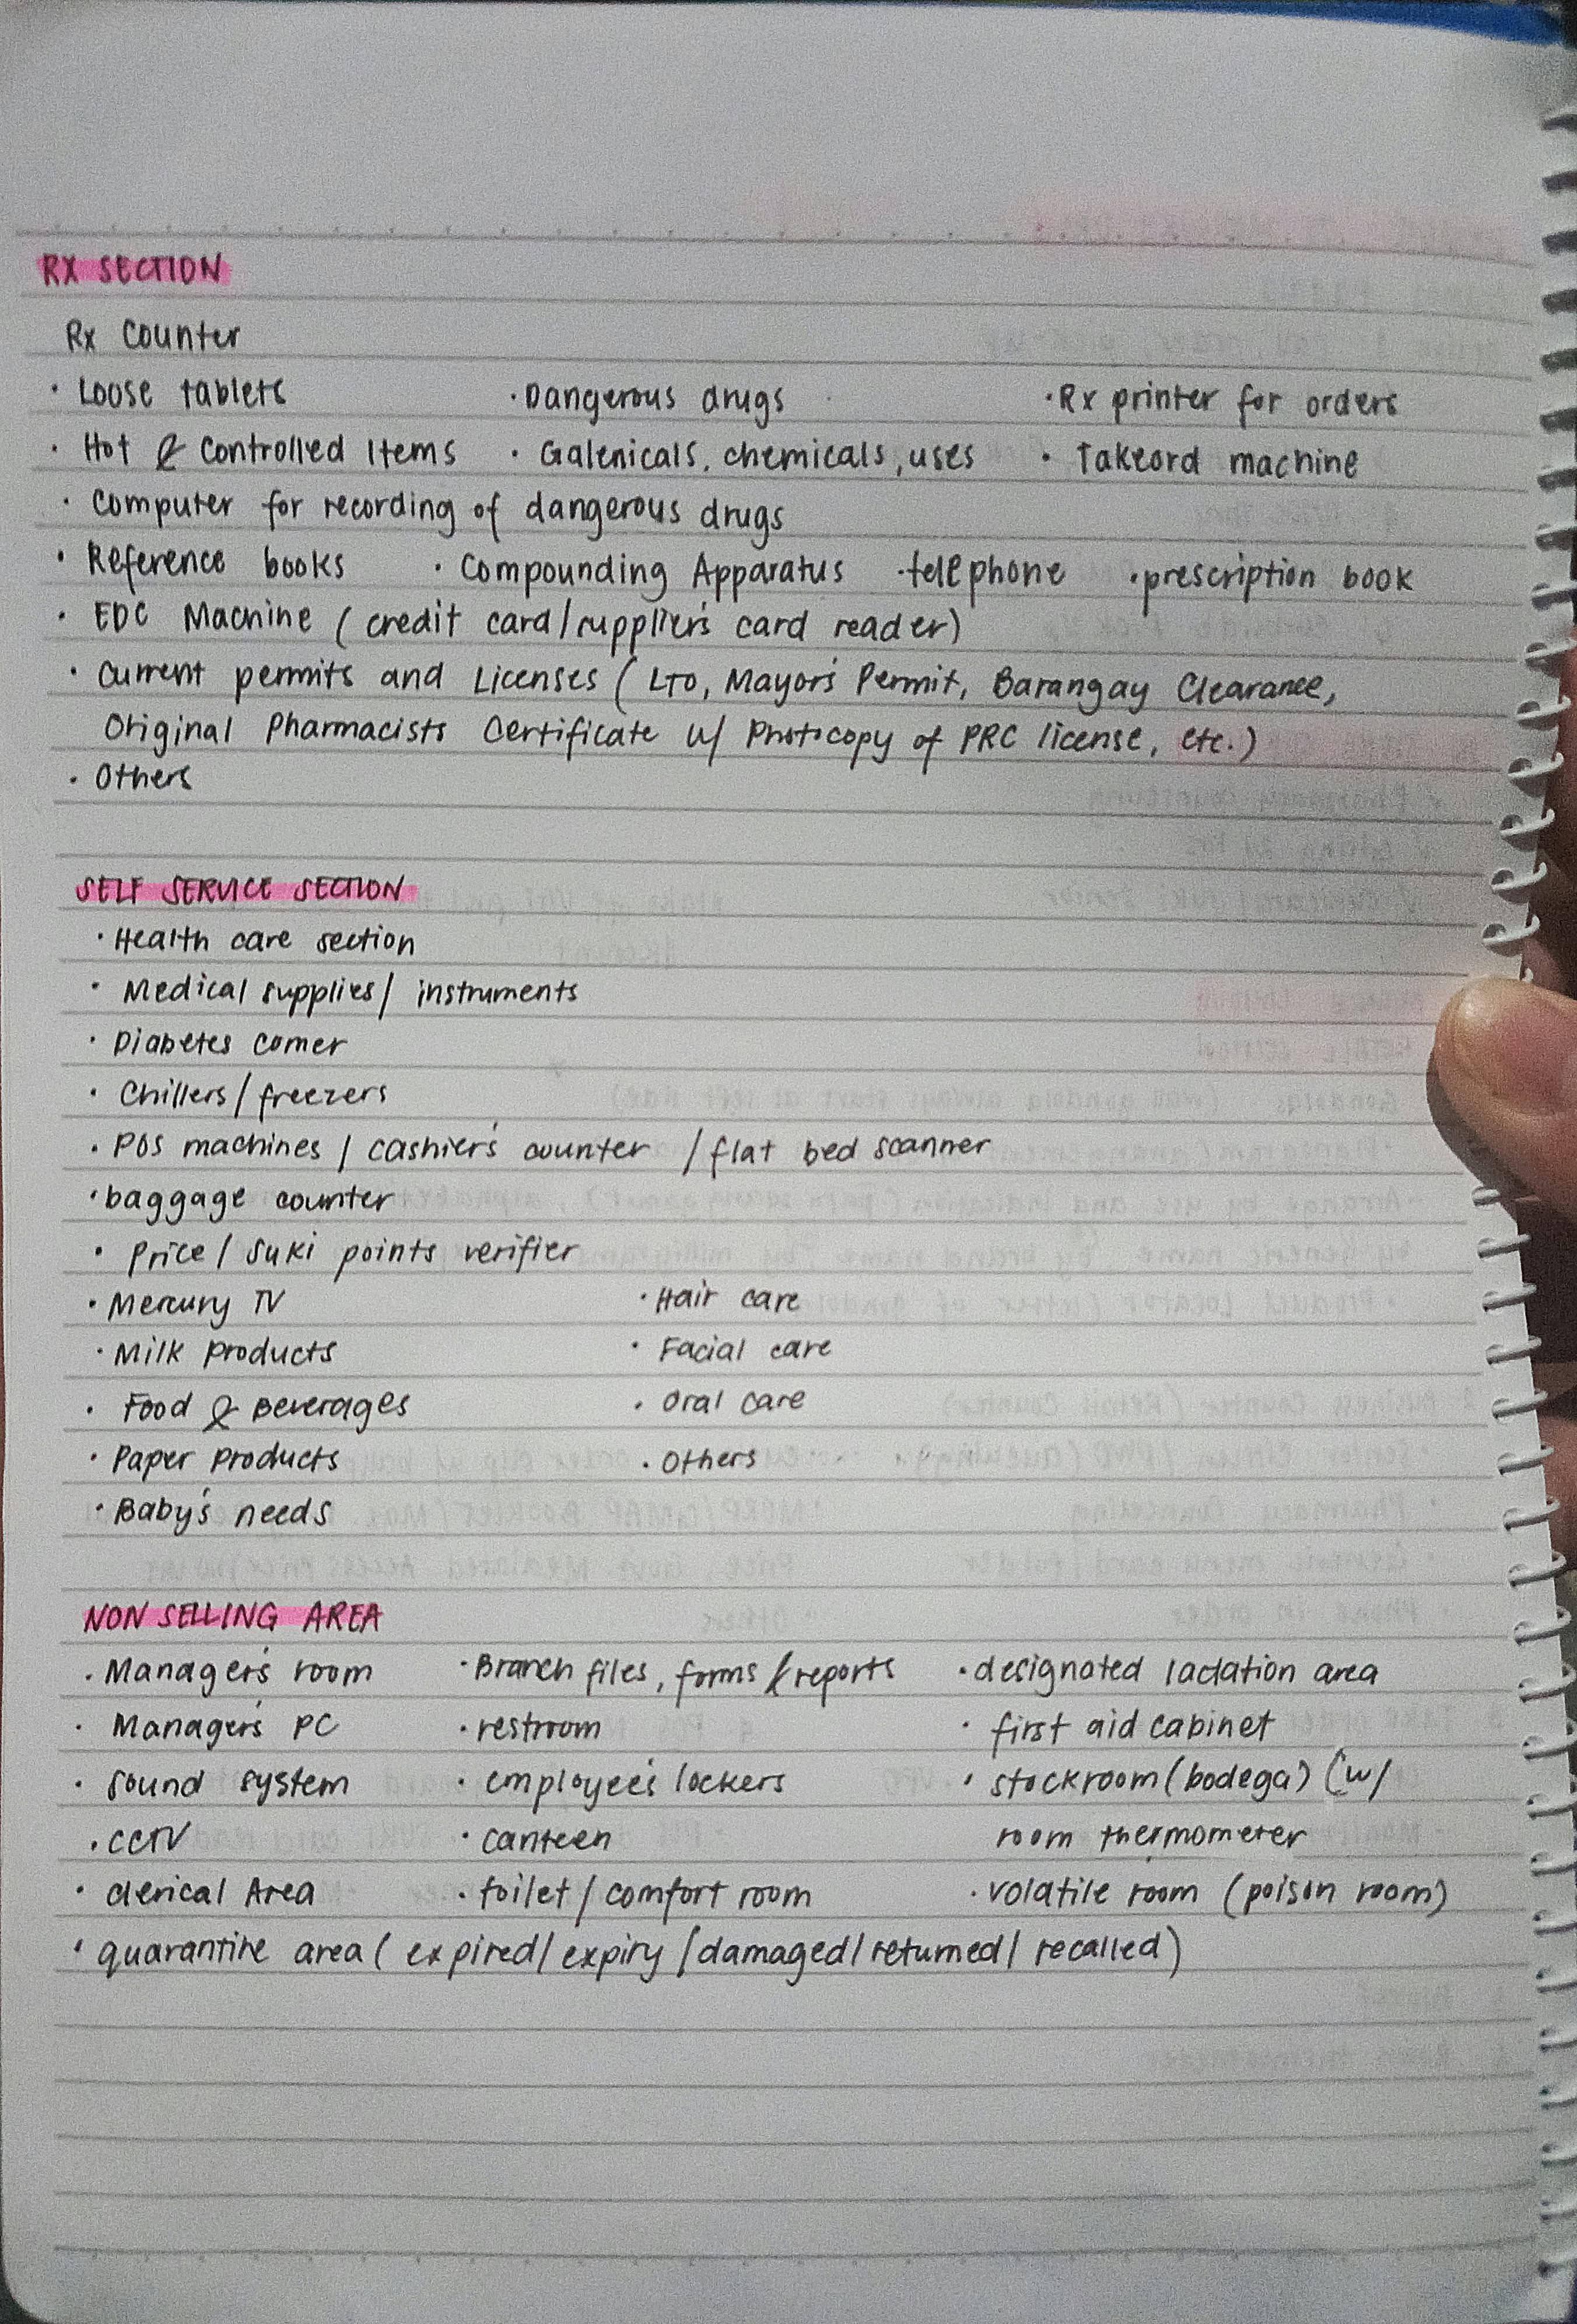 RX SECTION
Rx Counter
· Loose tablets · Dangerous drugs · Rx printer for orders
· Hot & Controlled Items · Galenicals, chemicals, uses · Takeord machine
· Computer for recording of dangerous drugs
· Reference books · Compounding Apparatus · telephone · prescription book
· EDC Machine (credit card/supplier's card reader)
· Current permits and Licenses (LTO, Mayor's Permit, Barangay Clearance,
Original Pharmacists Certificate w/ Photocopy of PRC license, etc.)
· Others
SELF SERVICE SECTION
· Health care section
· Medical supplies/ instruments
· Diabetes corner
· Chillers/freezers
· POS machines / cashier's counter / flat bed scanner
· baggage counter
· Price/ Suki points verifier
· Mercury TV · Hair care
· Milk Products · Facial care
· Food & Beverages · Oral care
· Paper Products · Others
· Baby's needs
NON SELLING AREA
· Manager's room · Branch files, forms & reports · designated lactation area
· Manager's PC · restroom · first aid cabinet
· Sound system · employee's lockers · stockroom (bodega) (w/
· CCTV · canteen room thermometer
· clerical Area · toilet / comfort room · volatile room (poison room)
· quarantine area (expired/ expiry /damaged/returned/ recalled)